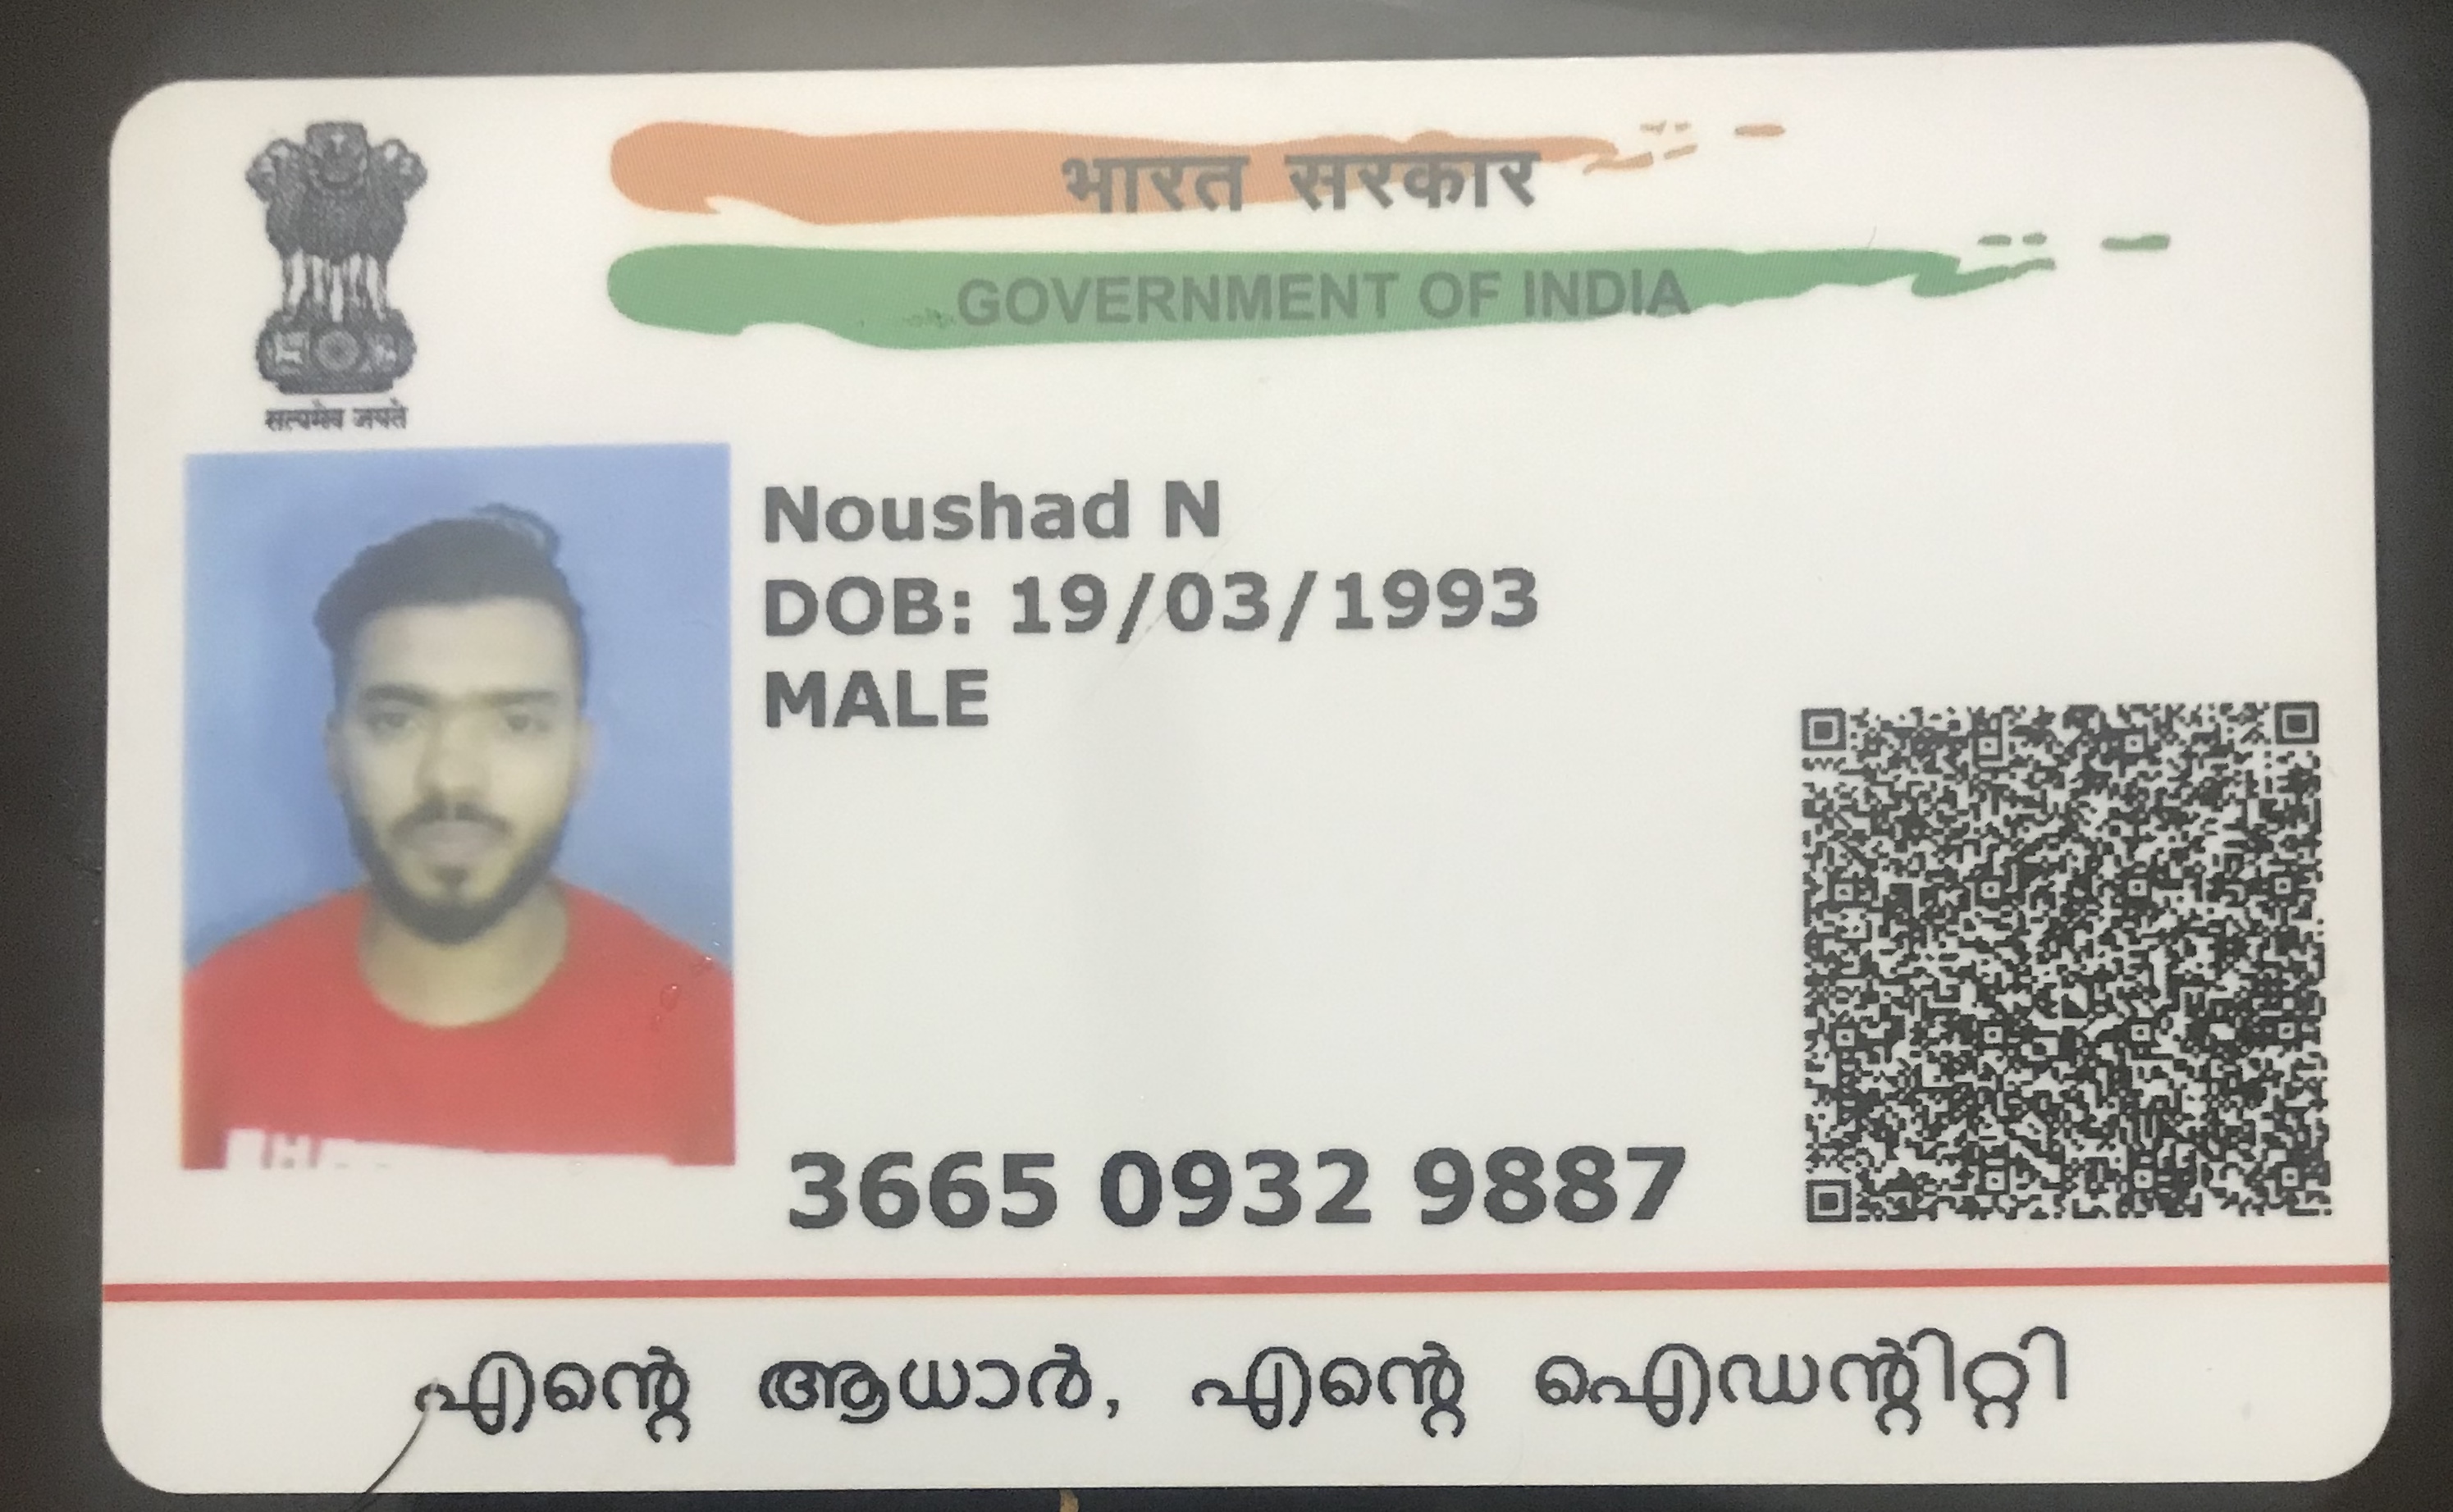 भारत सरकार
GOVERNMENT OF INDIA
सत्यमेव जयते
Noushad N
DOB: 19/03/1993
MALE
3665 0932 9887
എന്റെ ആധാർ, എന്റെ ഐഡന്റിറ്റി